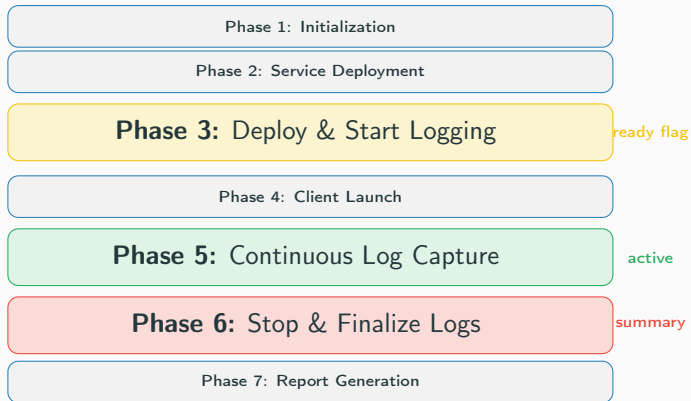 Phase 1: Initialization
Phase 2: Service Deployment
Phase 3: Deploy & Start Logging
ready flag
Phase 4: Client Launch
Phase 5: Continuous Log Capture
active
Phase 6: Stop & Finalize Logs
summary
Phase 7: Report Generation